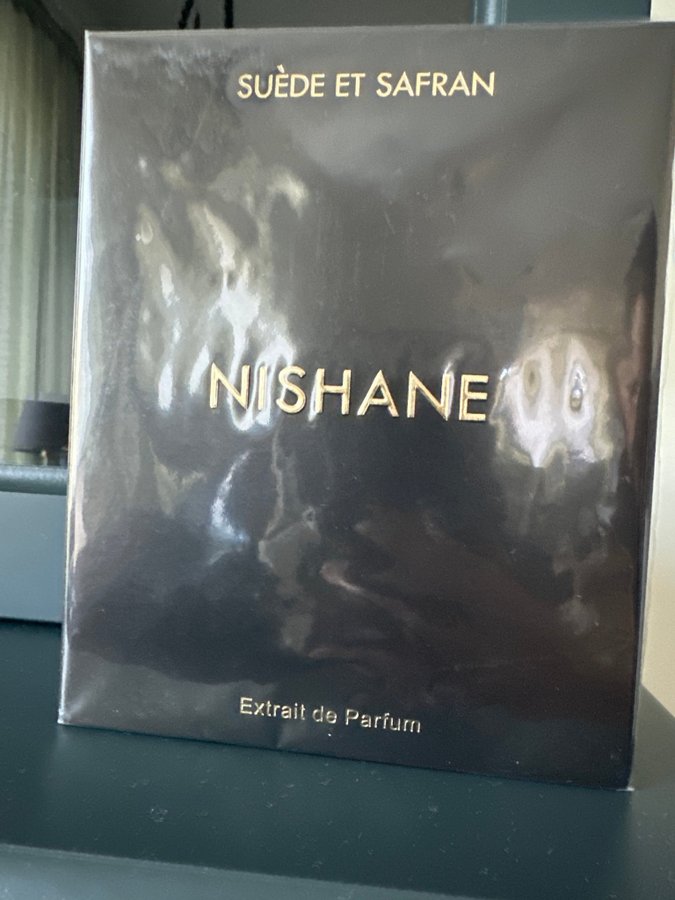 SUÈDE ET SAFRAN
NISHANE
Extrait de Parfum